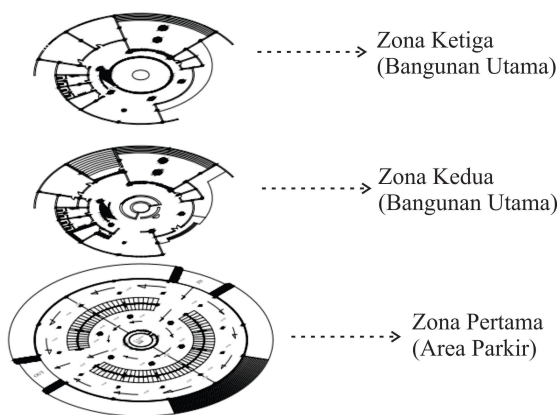 Zona Ketiga
(Bangunan Utama)
Zona Kedua
(Bangunan Utama)
Zona Pertama
(Area Parkir)